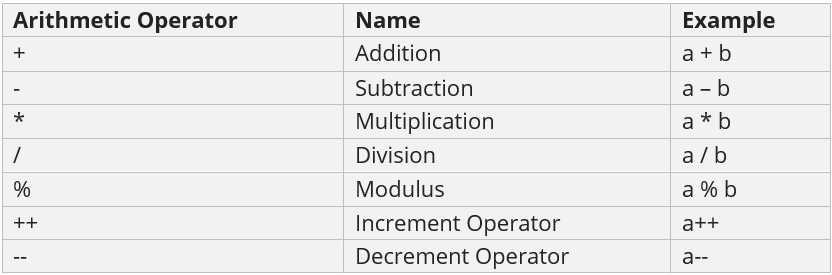 Arithmetic Operator Name Example
+ Addition a + b
- Subtraction a – b
* Multiplication a * b
/ Division a / b
% Modulus a % b
++ Increment Operator a++
-- Decrement Operator a--